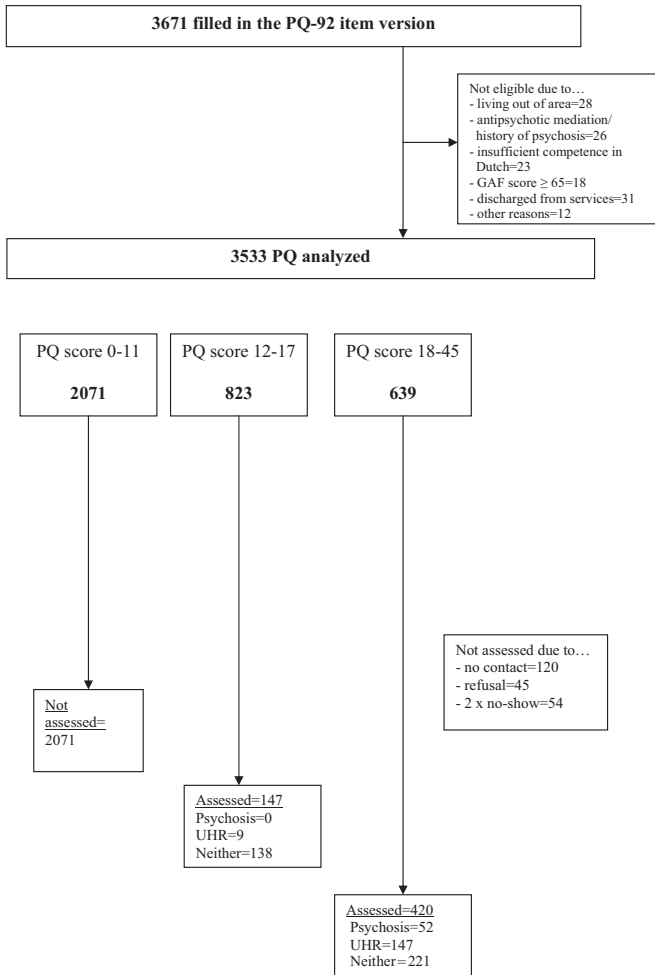 3671 filled in the PQ-92 item version
Not eligible due to…
- living out of area=28
- antipsychotic mediation/
history of psychosis=26
- insufficient competence in
Dutch=23
- GAF score ≥ 65=18
- discharged from services=31
- other reasons=12
3533 PQ analyzed
PQ score 0-11
2071
PQ score 12-17
823
PQ score 18-45
639
Not assessed due to…
- no contact=120
- refusal=45
- 2 x no-show=54
Not
assessed=
2071
Assessed=147
Psychosis=0
UHR=9
Neither=138
Assessed=420
Psychosis=52
UHR=147
Neither=221